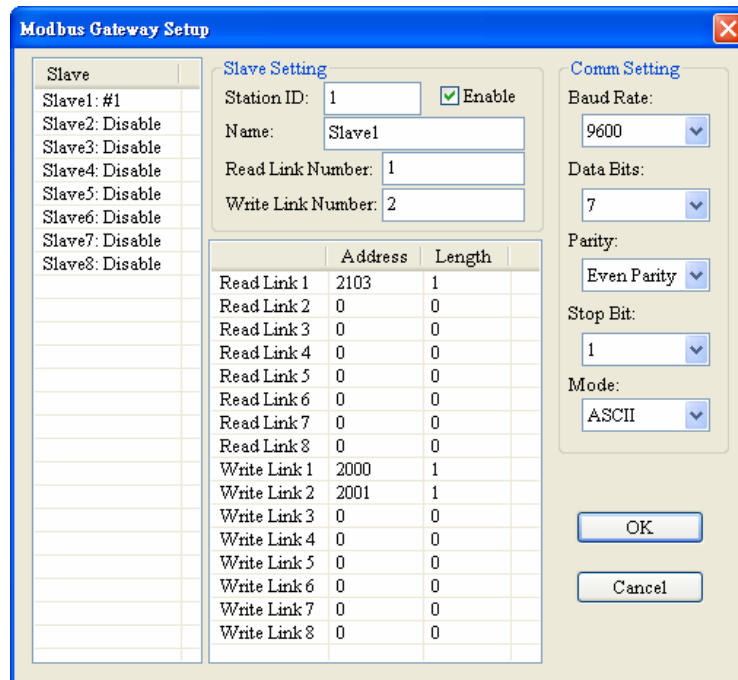 Modbus Gateway Setup
Slave
Slave1: #1
Slave2: Disable
Slave3: Disable
Slave4: Disable
Slave5: Disable
Slave6: Disable
Slave7: Disable
Slave8: Disable
Slave Setting
Station ID: 1 Enable
Name: Slave1
Read Link Number: 1
Write Link Number: 2
Address Length
Read Link 1 2103 1
Read Link 2 0 0
Read Link 3 0 0
Read Link 4 0 0
Read Link 5 0 0
Read Link 6 0 0
Read Link 7 0 0
Read Link 8 0 0
Write Link 1 2000 1
Write Link 2 2001 1
Write Link 3 0 0
Write Link 4 0 0
Write Link 5 0 0
Write Link 6 0 0
Write Link 7 0 0
Write Link 8 0 0
Comm Setting
Baud Rate:
9600
Data Bits:
7
Parity:
Even Parity
Stop Bit:
1
Mode:
ASCII
OK
Cancel